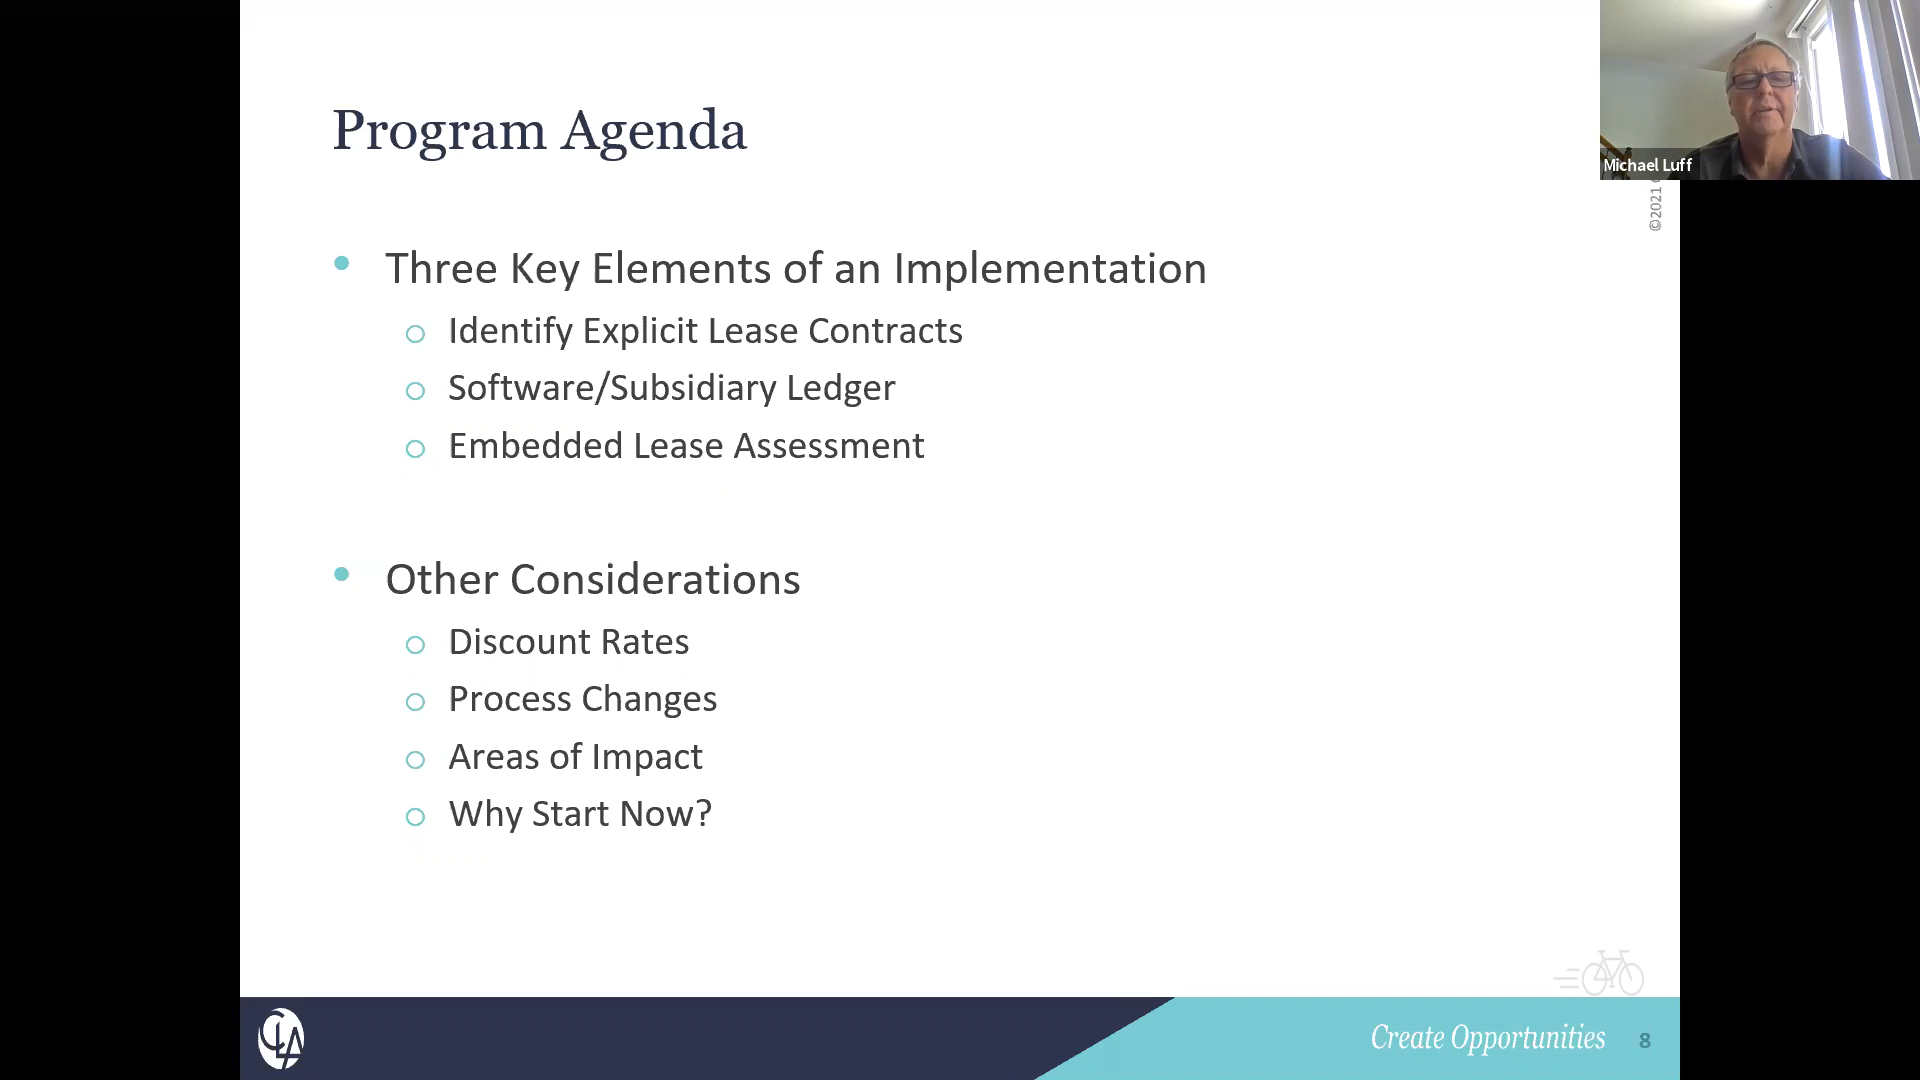 Program Agenda
Michael Luff
©2021
• Three Key Elements of an Implementation
○ Identify Explicit Lease Contracts
○ Software/Subsidiary Ledger
○ Embedded Lease Assessment
• Other Considerations
○ Discount Rates
○ Process Changes
○ Areas of Impact
○ Why Start Now?
CLA
Create Opportunities 8